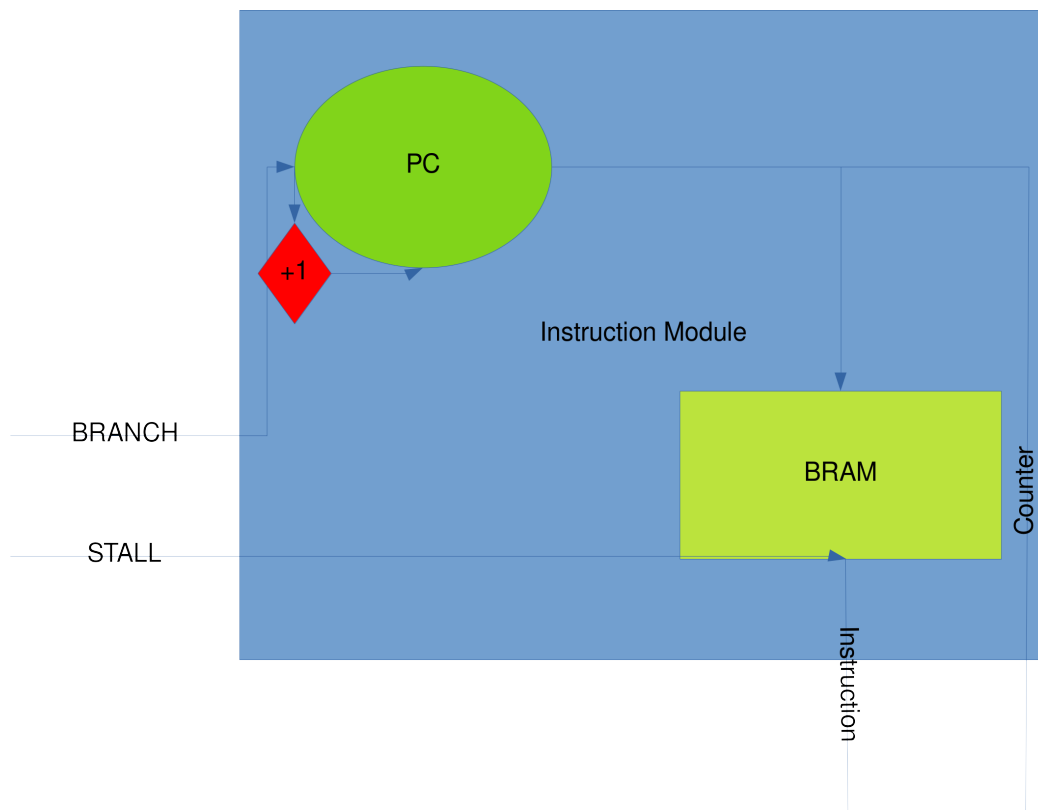 PC
+1
Instruction Module
BRANCH
BRAM
Counter
STALL
Instruction